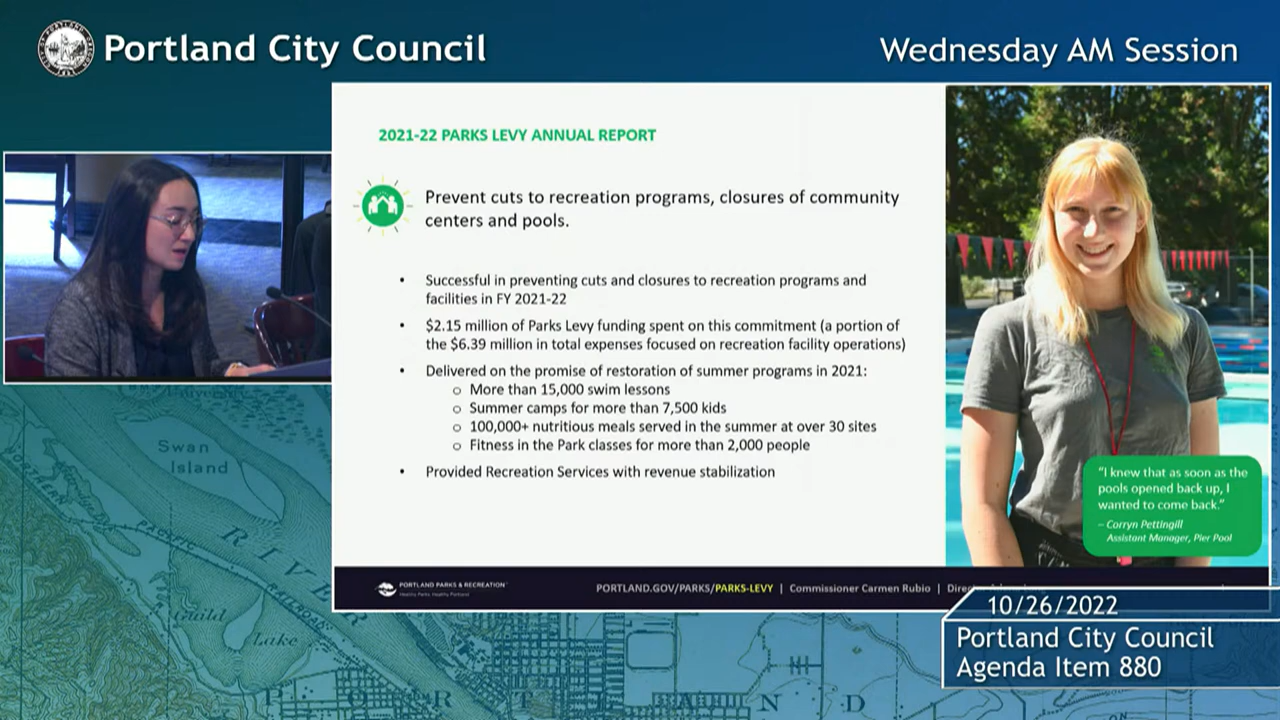 Portland City Council
Wednesday AM Session
2021-22 PARKS LEVY ANNUAL REPORT
Prevent cuts to recreation programs, closures of community
centers and pools.
• Successful in preventing cuts and closures to recreation programs and
facilities in FY 2021-22
• $2.15 million of Parks Levy funding spent on this commitment (a portion of
the $6.39 million in total expenses focused on recreation facility operations)
• Delivered on the promise of restoration of summer programs in 2021:
o More than 15,000 swim lessons
o Summer camps for more than 7,500 kids
o 100,000+ nutritious meals served in the summer at over 30 sites
o Fitness in the Park classes for more than 2,000 people
• Provided Recreation Services with revenue stabilization
“I knew that as soon as the
pools opened back up, I
wanted to come back.”
– Corryn Pettingill
Assistant Manager, Pier Pool
PORTLAND PARKS & RECREATION
Healthy Parks, Healthy Portland
PORTLAND.GOV/PARKS/PARKS-LEVY | Commissioner Carmen Rubio |
10/26/2022
Portland City Council
Agenda Item 880
Swan
Island
RIVER
NORTHERN
PACIFIC
RAILROAD
Guild
Lake
PORTLAND